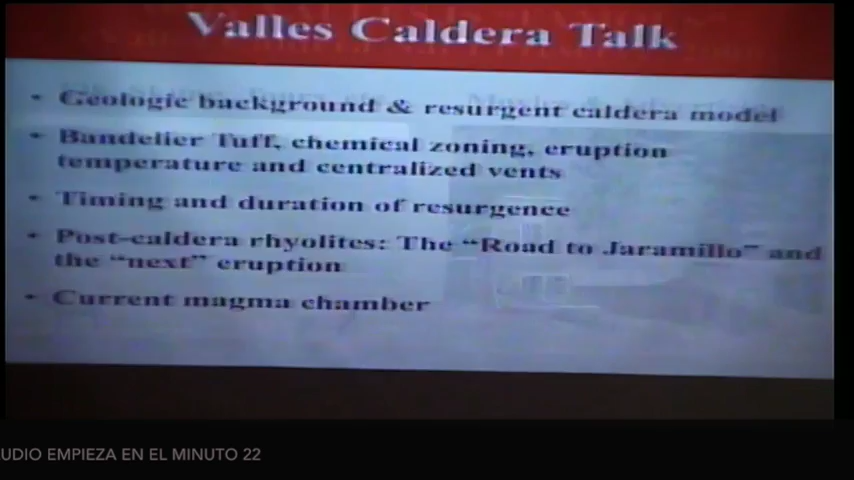 Valles Caldera Talk
• Geologic background & resurgent caldera model
• Bandelier Tuff, chemical zoning, eruption
temperature and centralized vents
• Timing and duration of resurgence
• Post-caldera rhyolites: The “Road to Jaramillo” and
the “next” eruption
• Current magma chamber
UDIO EMPIEZA EN EL MINUTO 22